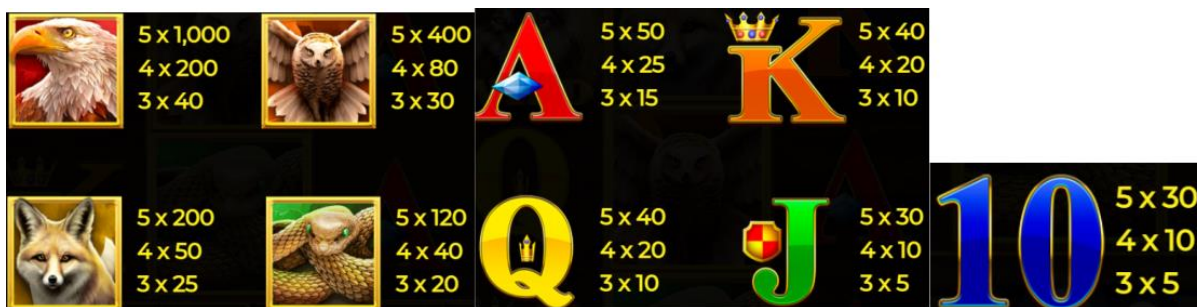 5 x 1,000
4 x 200
3 x 40
5 x 400
4 x 80
3 x 30
A
5 x 50
4 x 25
3 x 15
K
5 x 40
4 x 20
3 x 10
5 x 200
4 x 50
3 x 25
5 x 120
4 x 40
3 x 20
Q
5 x 40
4 x 20
3 x 10
J
5 x 30
4 x 10
3 x 5
10
5 x 30
4 x 10
3 x 5